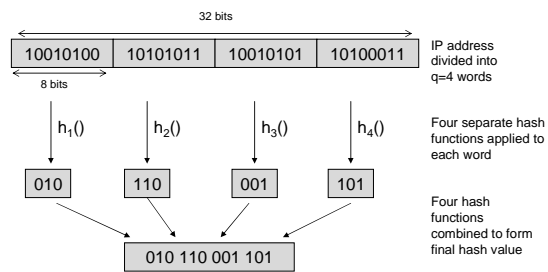 32 bits
10010100 10101011 10010101 10100011
IP address
divided into
q=4 words
8 bits
h1() h2() h3() h4()
Four separate hash
functions applied to
each word
010 110 001 101
Four hash
functions
combined to form
final hash value
010 110 001 101